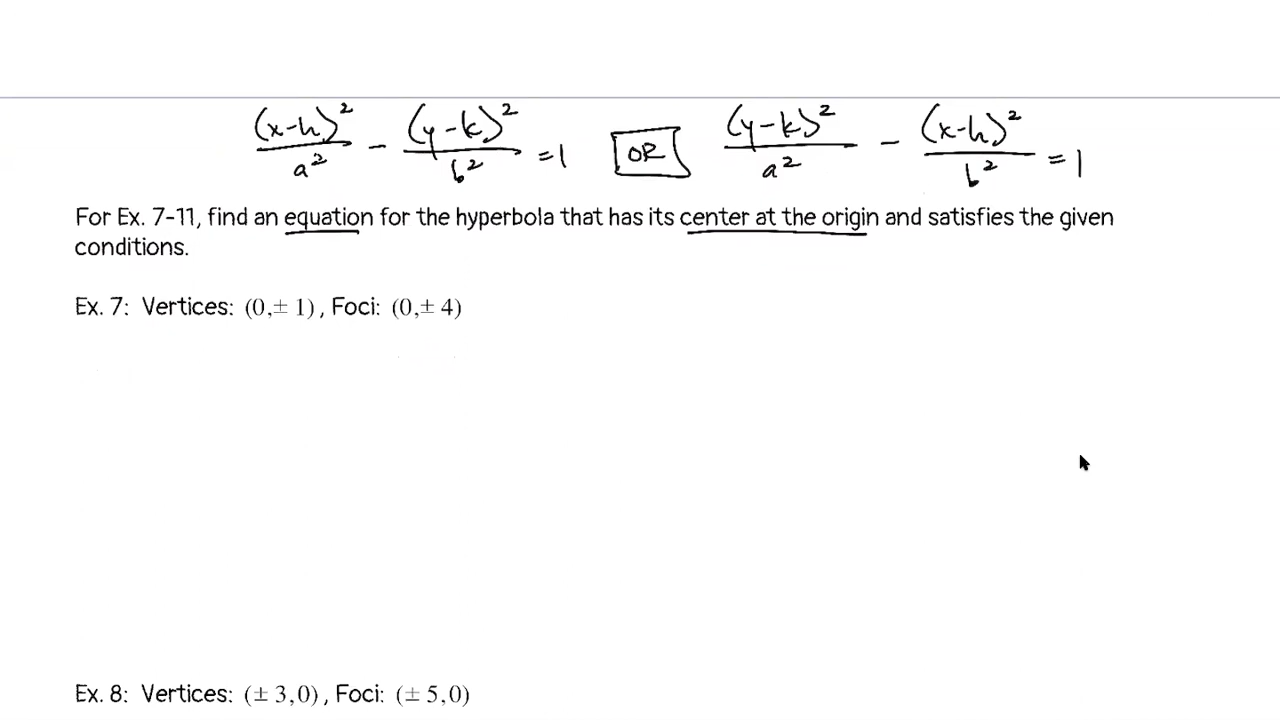 (x-h)²/a² - (y-k)²/b² = 1 OR (y-k)²/a² - (x-h)²/b² = 1
For Ex. 7-11, find an equation for the hyperbola that has its center at the origin and satisfies the given
conditions.
Ex. 7: Vertices: (0,± 1), Foci: (0,± 4)
Ex. 8: Vertices: (± 3,0), Foci: (± 5,0)